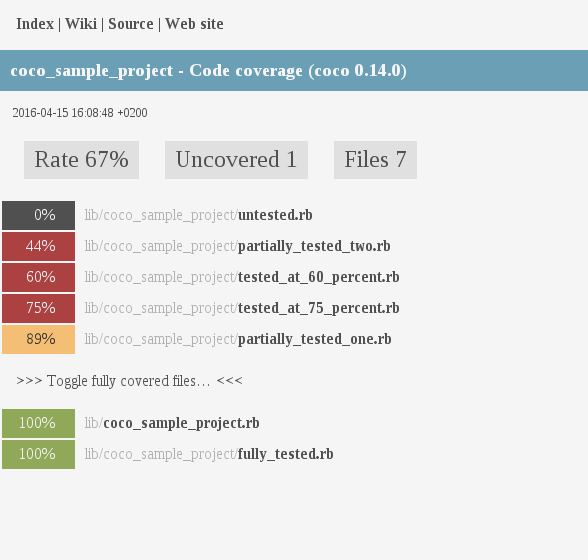 Index | Wiki | Source | Web site
coco_sample_project - Code coverage (coco 0.14.0)
2016-04-15 16:08:48 +0200
Rate 67% Uncovered 1 Files 7
0% lib/coco_sample_project/untested.rb
44% lib/coco_sample_project/partially_tested_two.rb
60% lib/coco_sample_project/tested_at_60_percent.rb
75% lib/coco_sample_project/tested_at_75_percent.rb
89% lib/coco_sample_project/partially_tested_one.rb
>>> Toggle fully covered files... <<<
100% lib/coco_sample_project.rb
100% lib/coco_sample_project/fully_tested.rb